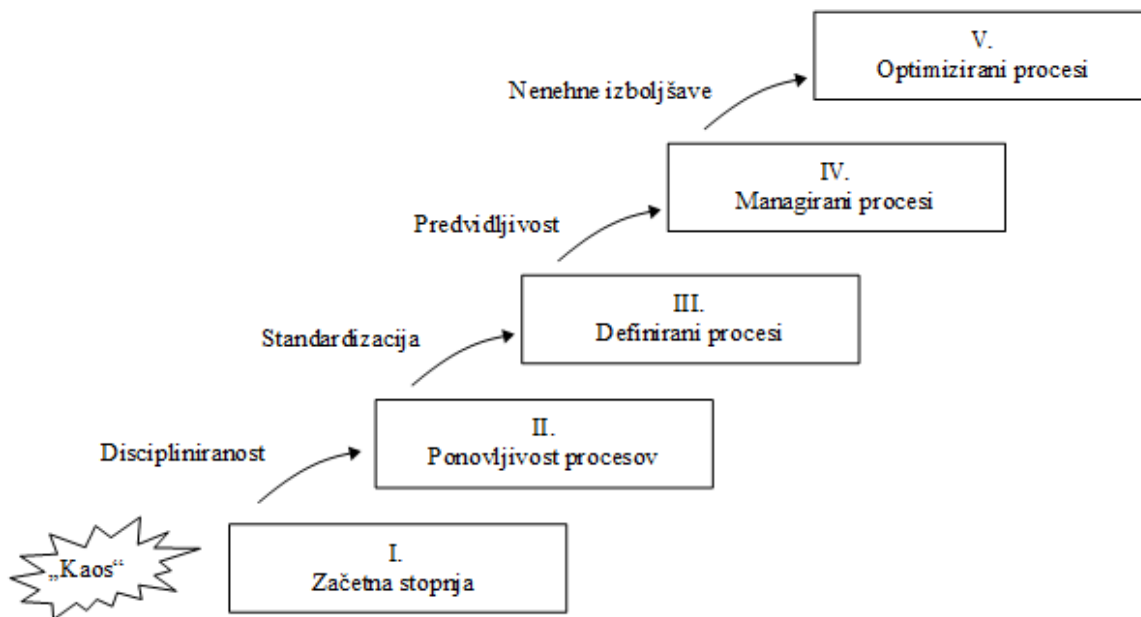 V.
Optimizirani procesi
Nenehne izboljšave
IV.
Managirani procesi
Predvidljivost
III.
Definirani procesi
Standardizacija
II.
Ponovljivost procesov
Discipliniranost
I.
Začetna stopnja
„Kaos“